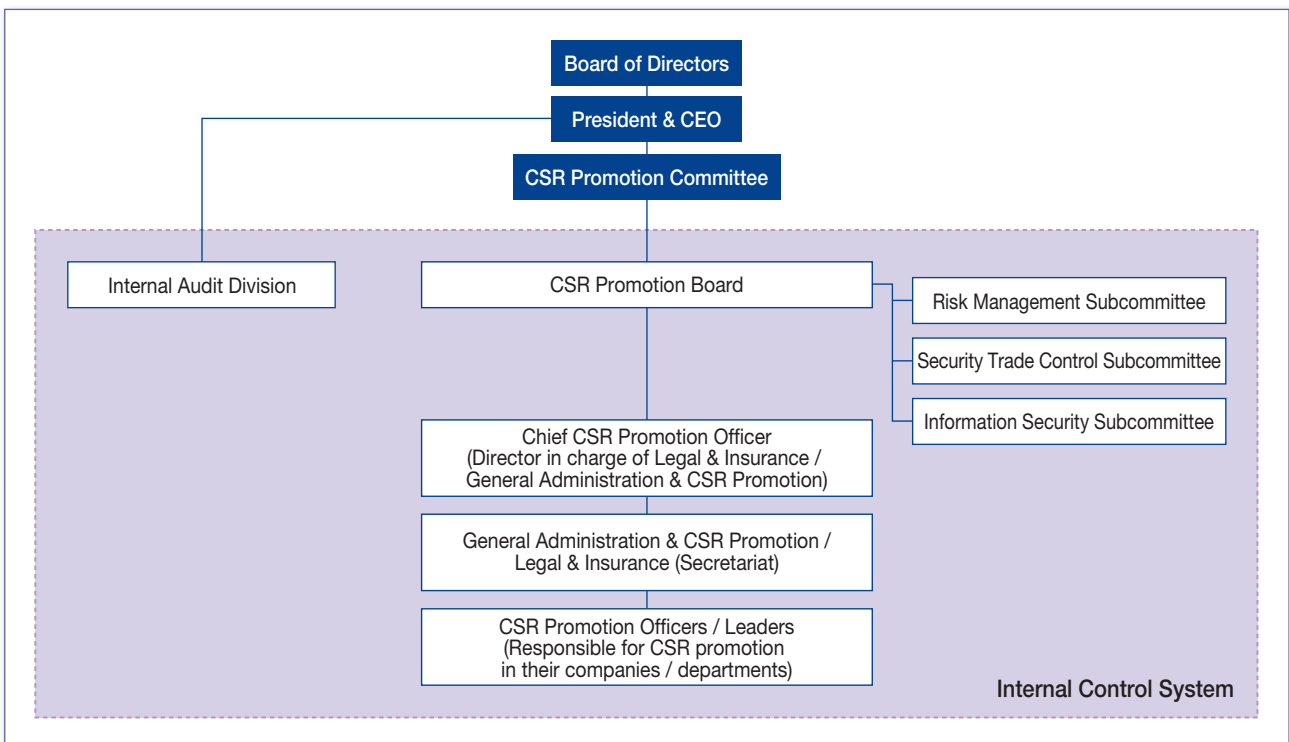 Board of Directors
President & CEO
CSR Promotion Committee
Internal Audit Division
CSR Promotion Board
Risk Management Subcommittee
Security Trade Control Subcommittee
Information Security Subcommittee
Chief CSR Promotion Officer
(Director in charge of Legal & Insurance /
General Administration & CSR Promotion)
General Administration & CSR Promotion /
Legal & Insurance (Secretariat)
CSR Promotion Officers / Leaders
(Responsible for CSR promotion
in their companies / departments)
Internal Control System